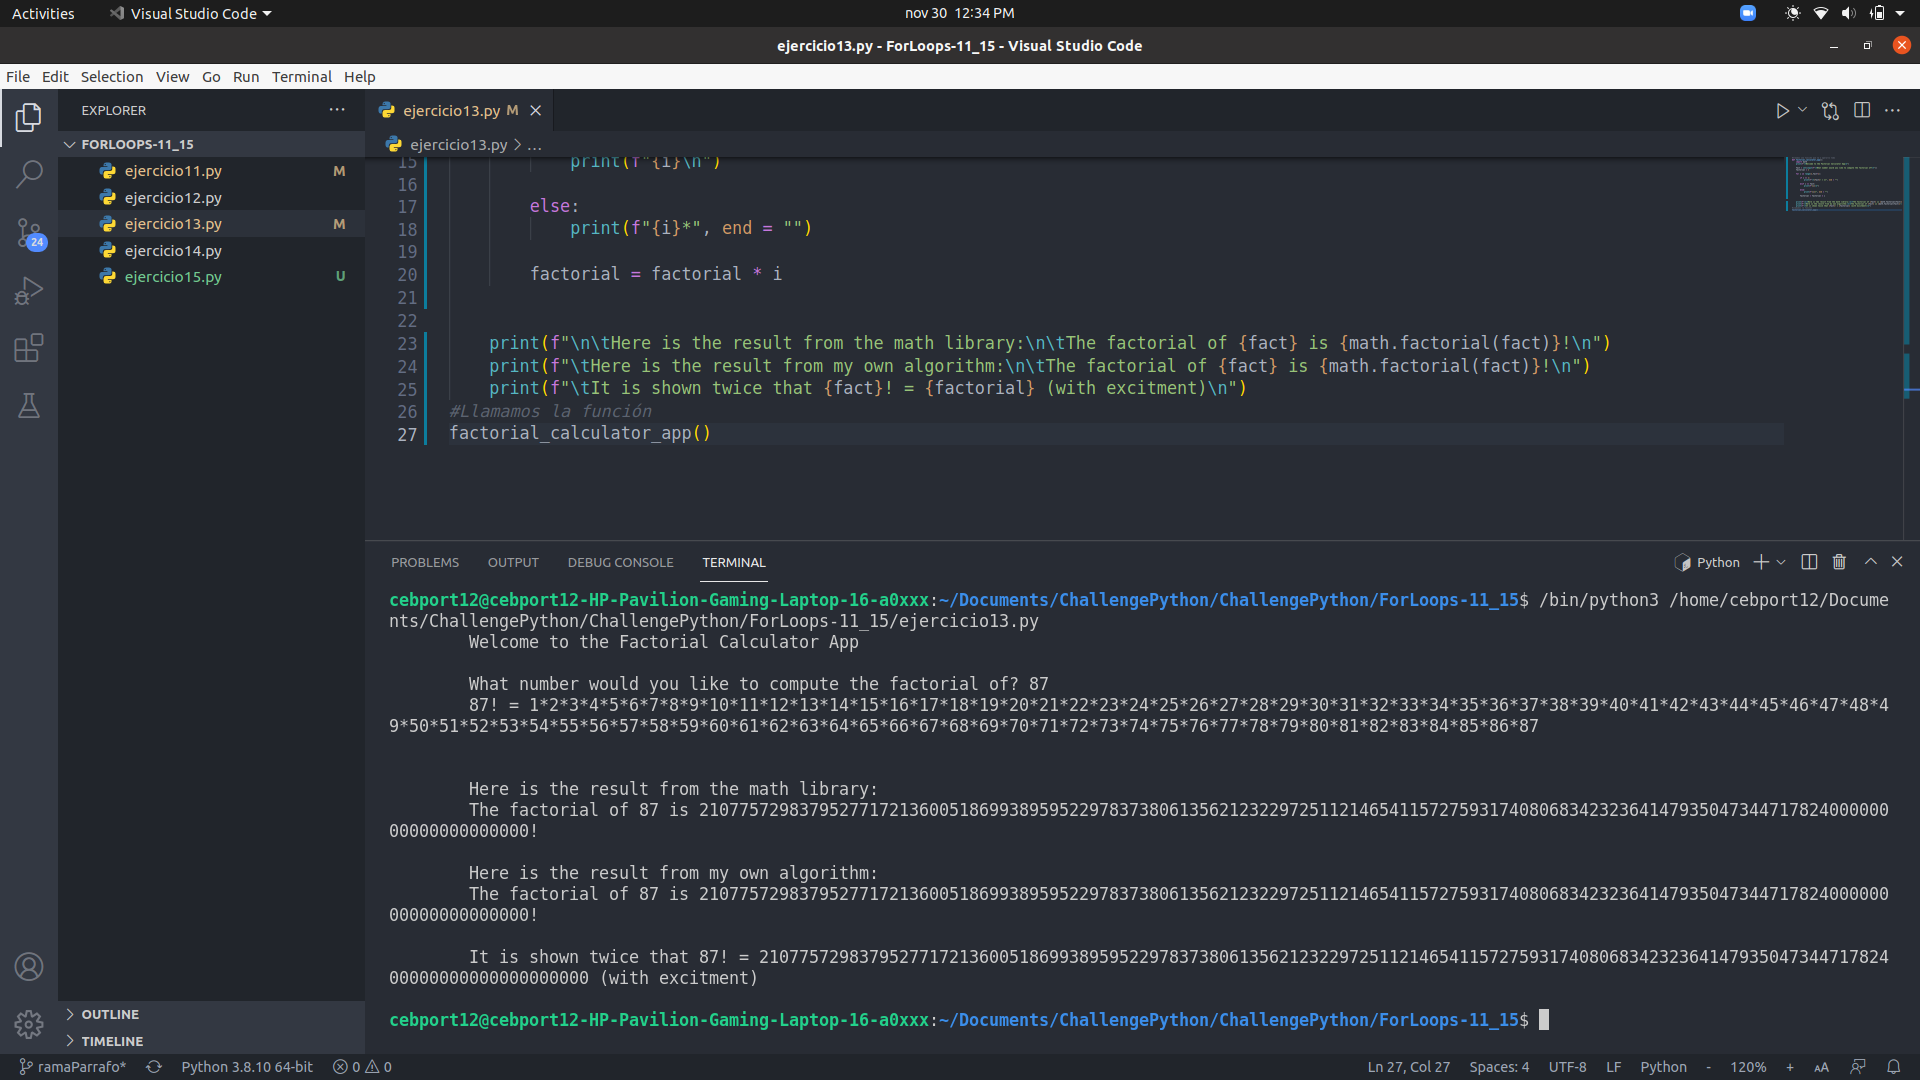 Activities
Visual Studio Code
nov 30 12:34 PM
ejercicio13.py - ForLoops-11_15 - Visual Studio Code
File Edit Selection View Go Run Terminal Help
EXPLORER
FORLOOPS-11_15
ejercicio11.py M
ejercicio12.py
ejercicio13.py M
ejercicio14.py
ejercicio15.py U
24
OUTLINE
TIMELINE
ejercicio13.py M
ejercicio13.py > ...
15 print(f"{i}\n")
16
17 else:
18 print(f"{i}*", end = "")
19
20 factorial = factorial * i
21
22
23 print(f"\n\tHere is the result from the math library:\n\tThe factorial of {fact} is {math.factorial(fact)}!\n")
24 print(f"\tHere is the result from my own algorithm:\n\tThe factorial of {fact} is {math.factorial(fact)}!\n")
25 print(f"\tIt is shown twice that {fact}! = {factorial} (with excitment)\n")
26 #Llamamos la función
27 factorial_calculator_app()
PROBLEMS OUTPUT DEBUG CONSOLE TERMINAL
Python
cebport12@cebport12-HP-Pavilion-Gaming-Laptop-16-a0xxx:~/Documents/ChallengePython/ChallengePython/ForLoops-11_15$ /bin/python3 /home/cebport12/Docume
nts/ChallengePython/ChallengePython/ForLoops-11_15/ejercicio13.py
Welcome to the Factorial Calculator App
What number would you like to compute the factorial of? 87
87! = 1*2*3*4*5*6*7*8*9*10*11*12*13*14*15*16*17*18*19*20*21*22*23*24*25*26*27*28*29*30*31*32*33*34*35*36*37*38*39*40*41*42*43*44*45*46*47*48*4
9*50*51*52*53*54*55*56*57*58*59*60*61*62*63*64*65*66*67*68*69*70*71*72*73*74*75*76*77*78*79*80*81*82*83*84*85*86*87
Here is the result from the math library:
The factorial of 87 is 210775729837952771721360051869938959522978373806135621232297251121465411572759317408068342323641479350473447178240000000
00000000000000!
Here is the result from my own algorithm:
The factorial of 87 is 210775729837952771721360051869938959522978373806135621232297251121465411572759317408068342323641479350473447178240000000
00000000000000!
It is shown twice that 87! = 21077572983795277172136005186993895952297837380613562123229725112146541157275931740806834232364147935047344717824
00000000000000000000 (with excitment)
cebport12@cebport12-HP-Pavilion-Gaming-Laptop-16-a0xxx:~/Documents/ChallengePython/ChallengePython/ForLoops-11_15$
ramaParrafo* Python 3.8.10 64-bit 0 0
Ln 27, Col 27 Spaces: 4 UTF-8 LF Python - 120% + AA